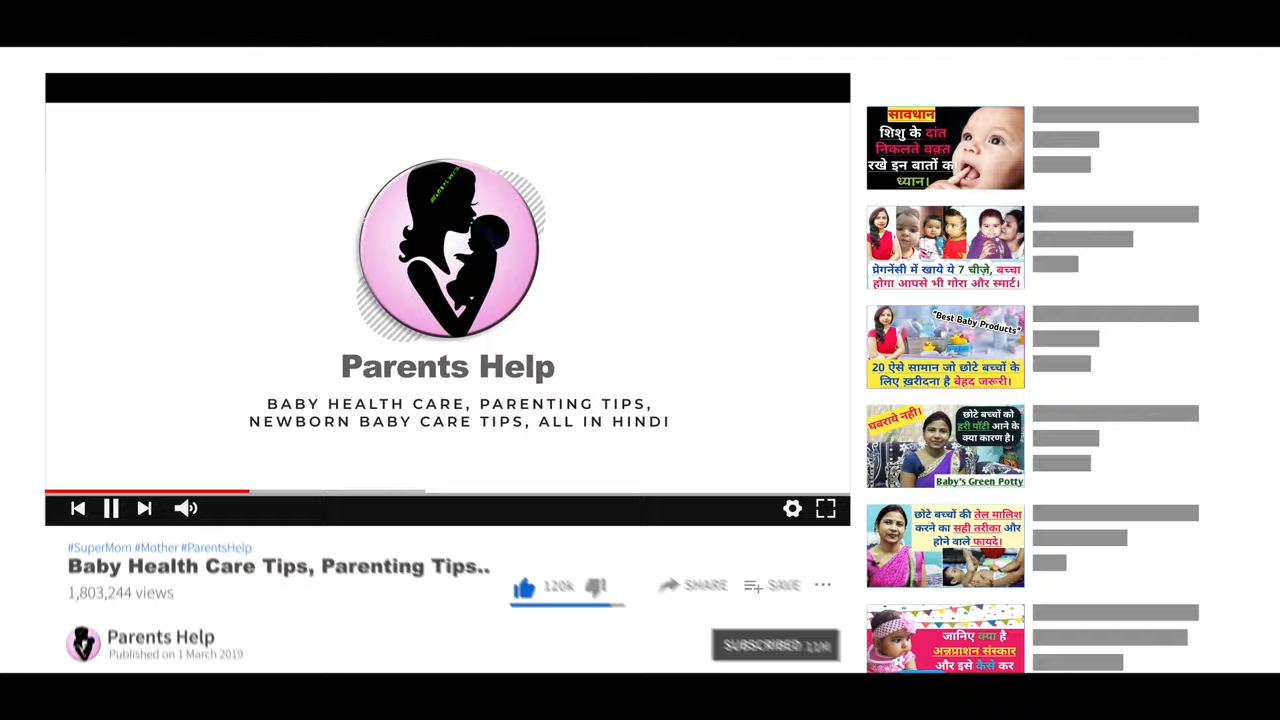 Parents Help
BABY HEALTH CARE, PARENTING TIPS,
NEWBORN BABY CARE TIPS, ALL IN HINDI
#SuperMom #Mother #ParentsHelp
Baby Health Care Tips, Parenting Tips..
1,803,244 views
120k
SHARE
SAVE
Parents Help
Published on 1 March 2019
SUBSCRIBED
सावधान
शिशु के दांत
निकलते वक़्त
रखे इन बातों का
ध्यान।
प्रेगनेंसी में खाये ये 7 चीज़े, बच्चा
होगा आपसे भी गोरा और स्मार्ट।
"Best Baby Products"
20 ऐसे सामान जो छोटे बच्चों के
लिए ख़रीदना है बेहद जरूरी।
घबराये नही।
छोटे बच्चों को
हरी पॉटी आने के
क्या कारण है।
Baby's Green Potty
छोटे बच्चों की तेल मालिश
करने का सही तरीका और
होने वाले फायदे।
जानिए क्या है
अन्नप्राशन संस्कार
और इसे कैसे कर